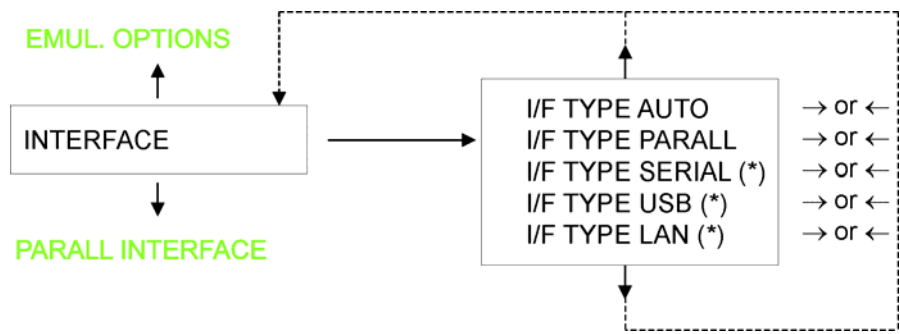 EMUL. OPTIONS
INTERFACE
PARALL INTERFACE
I/F TYPE AUTO → or ←
I/F TYPE PARALL → or ←
I/F TYPE SERIAL (*) → or ←
I/F TYPE USB (*) → or ←
I/F TYPE LAN (*) → or ←